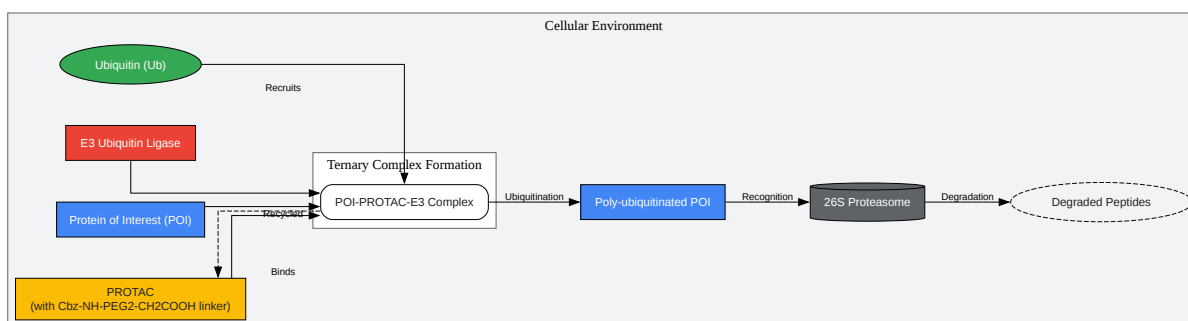 Cellular Environment
Ubiquitin (Ub)
Recruits
E3 Ubiquitin Ligase
Ternary Complex Formation
POI-PROTAC-E3 Complex
Ubiquitination
Poly-ubiquitinated POI
Recognition
26S Proteasome
Degradation
Degraded Peptides
Protein of Interest (POI)
Recycled
Binds
PROTAC
(with Cbz-NH-PEG2-CH2COOH linker)